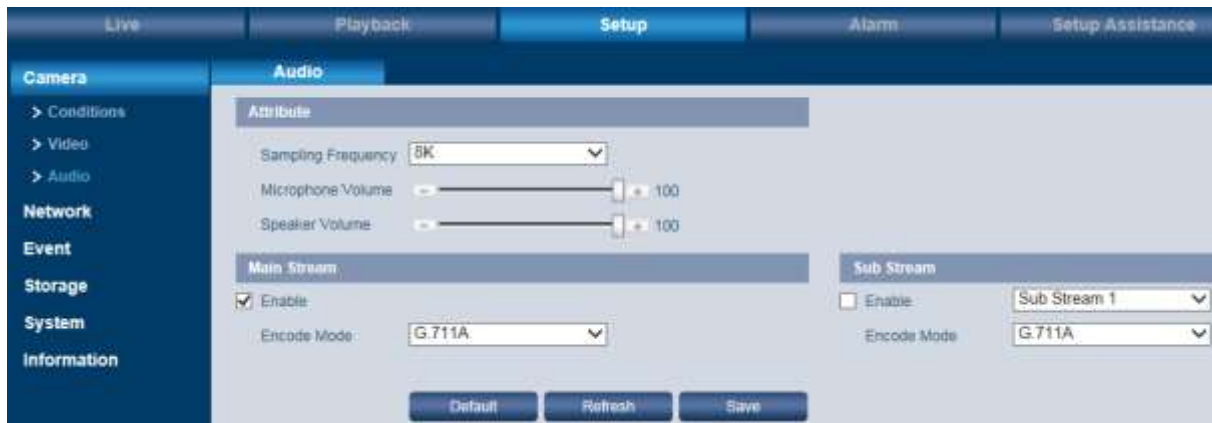 Live Playback Setup Alarm Setup Assistance
Camera
> Conditions
> Video
> Audio
Network
Event
Storage
System
Information
Audio
Attribute
Sampling Frequency 8K
Microphone Volume - + 100
Speaker Volume - + 100
Main Stream
Enable
Encode Mode G.711A
Sub Stream
Enable Sub Stream 1
Encode Mode G.711A
Default Refresh Save